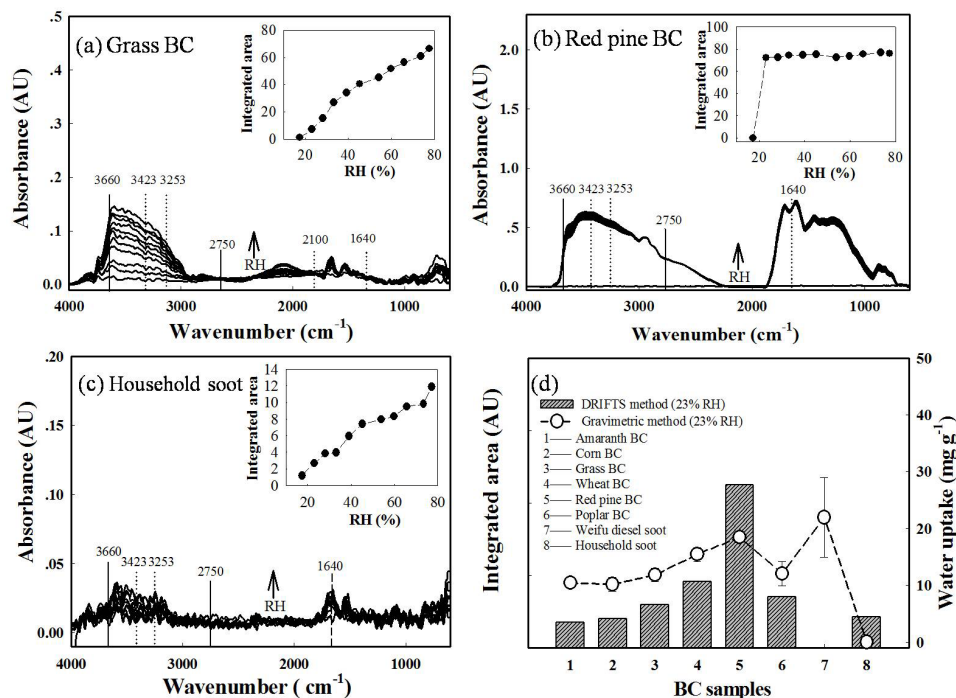 (a) Grass BC
Absorbance (AU)
.5
.4
.3
.2
.1
0.0
3660
3423
3253
2750
RH
2100
1640
4000
3000
2000
1000
Wavenumber (cm-1)
Integrated area
80
60
40
20
0
20
40
60
80
RH (%)
(b) Red pine BC
Absorbance (AU)
2.0
1.5
1.0
.5
0.0
3660
3423
3253
2750
RH
1640
4000
3000
2000
1000
Wavenumber (cm-1)
Integrated area
100
80
60
40
20
0
20
40
60
80
RH (%)
(c) Household soot
Absorbance (AU)
.20
.15
.10
.05
0.00
3660
3423
3253
2750
RH
1640
4000
3000
2000
1000
Wavenumber ( cm-1)
Integrated area
14
12
10
8
6
4
2
0
20
40
60
80
RH (%)
(d)
DRIFTS method (23% RH)
Gravimetric method (23% RH)
1 — Amaranth BC
2 — Corn BC
3 — Grass BC
4 — Wheat BC
5 — Red pine BC
6 — Poplar BC
7 — Weifu diesel soot
8 — Household soot
Integrated area (AU)
Water uptake (mg g-1)
50
40
30
20
10
0
1
2
3
4
5
6
7
8
BC samples